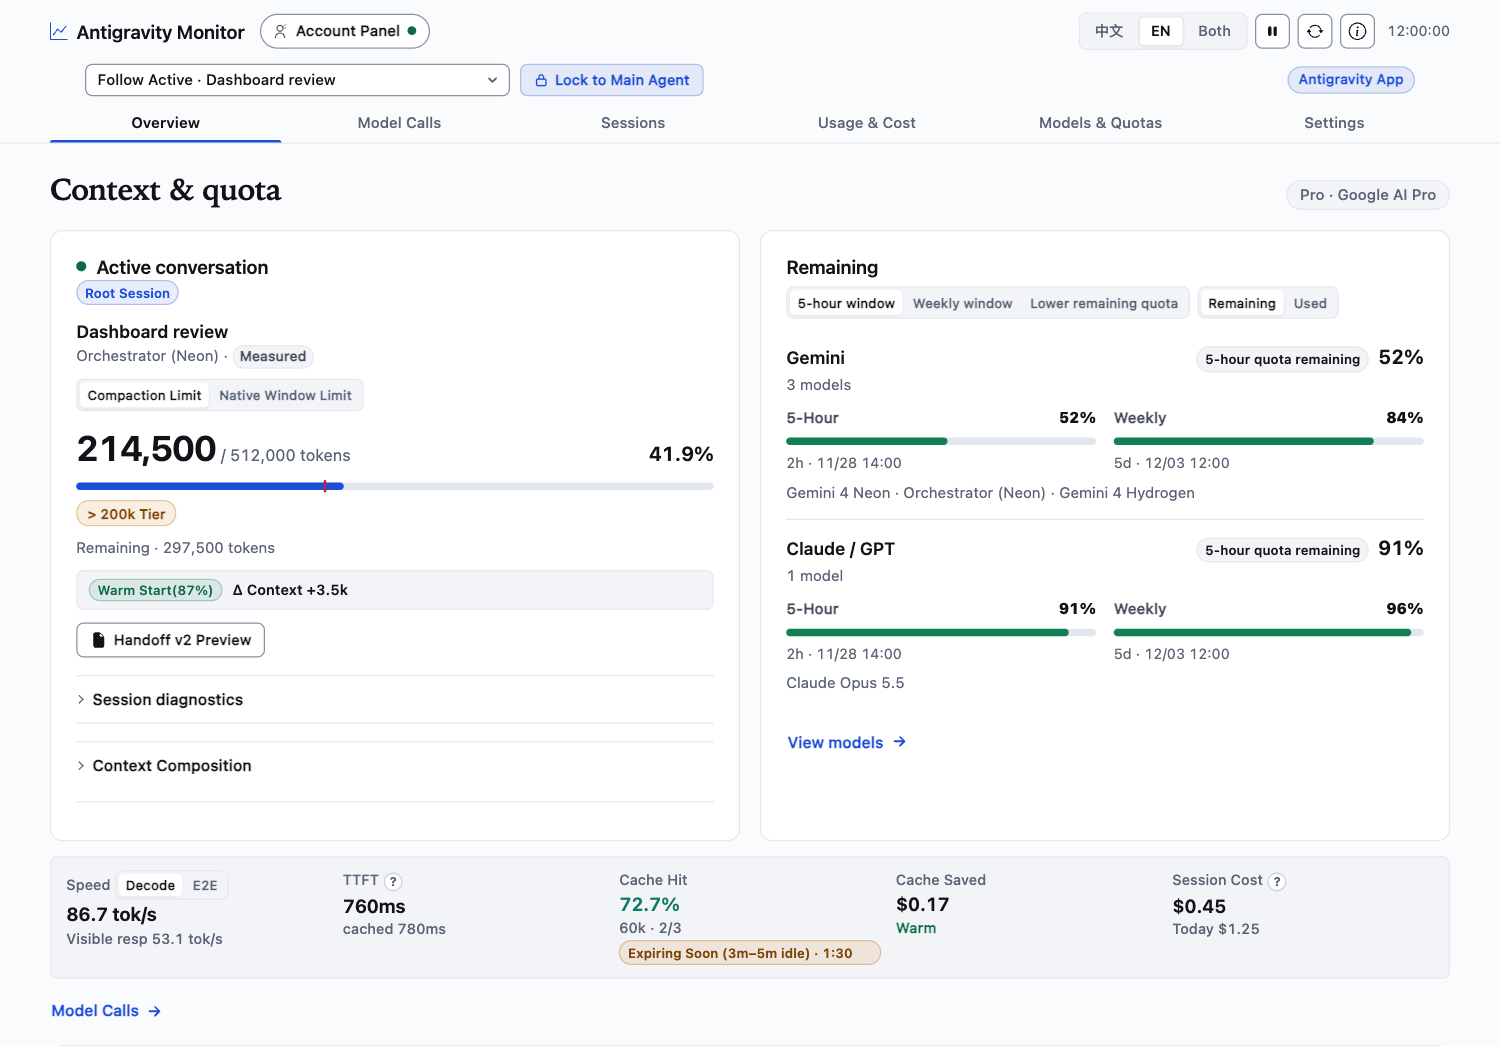 Antigravity Monitor
Account Panel
中文 EN Both
12:00:00
Follow Active · Dashboard review
Lock to Main Agent
Antigravity App
Overview
Model Calls
Sessions
Usage & Cost
Models & Quotas
Settings
Context & quota
Pro · Google AI Pro
Active conversation
Root Session
Dashboard review
Orchestrator (Neon) · Measured
Compaction Limit Native Window Limit
214,500 / 512,000 tokens 41.9%
> 200k Tier
Remaining · 297,500 tokens
Warm Start(87%) Δ Context +3.5k
Handoff v2 Preview
Session diagnostics
Context Composition
Remaining
5-hour window Weekly window Lower remaining quota Remaining Used
Gemini 5-hour quota remaining 52%
3 models
5-Hour 52% Weekly 84%
2h · 11/28 14:00 5d · 12/03 12:00
Gemini 4 Neon · Orchestrator (Neon) · Gemini 4 Hydrogen
Claude / GPT 5-hour quota remaining 91%
1 model
5-Hour 91% Weekly 96%
2h · 11/28 14:00 5d · 12/03 12:00
Claude Opus 5.5
View models →
Speed Decode E2E
86.7 tok/s
Visible resp 53.1 tok/s
TTFT ?
760ms
cached 780ms
Cache Hit
72.7%
60k · 2/3
Expiring Soon (3m–5m idle) · 1:30
Cache Saved
$0.17
Warm
Session Cost ?
$0.45
Today $1.25
Model Calls →